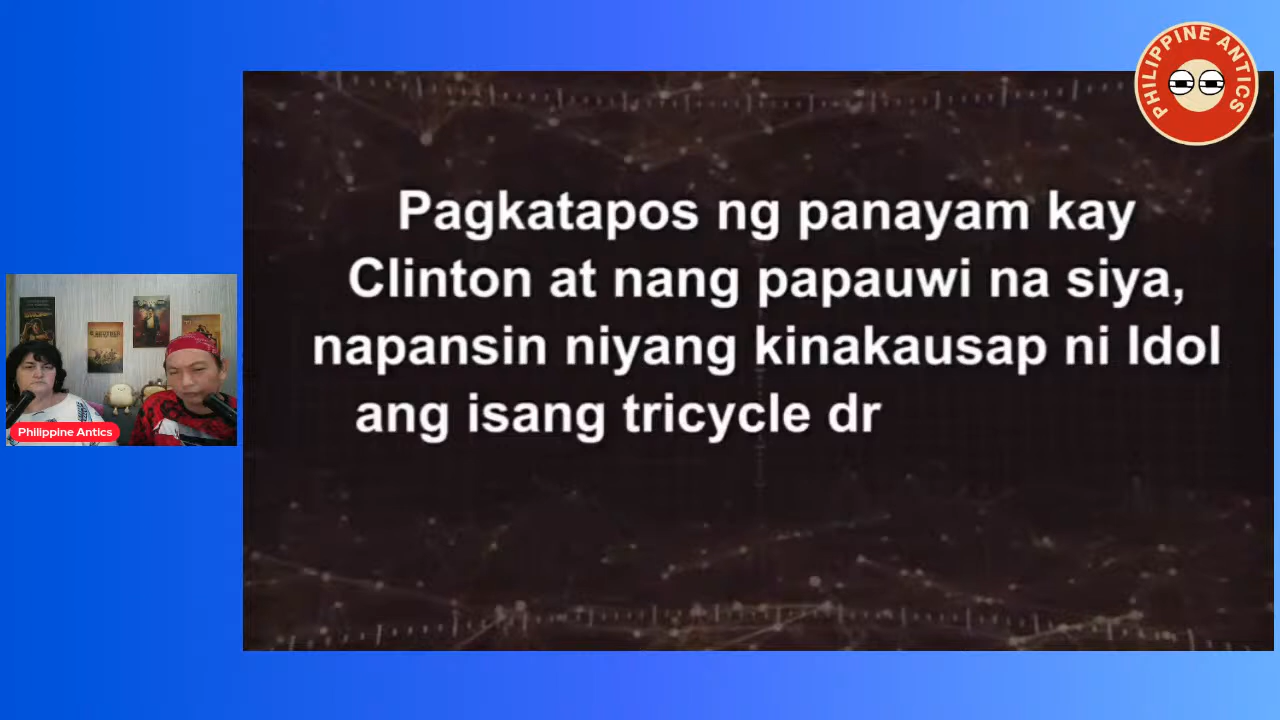 PHILIPPINE ANTICS
Pagkatapos ng panayam kay
Clinton at nang papauwi na siya,
napansin niyang kinakausap ni Idol
ang isang tricycle dr
Philippine Antics